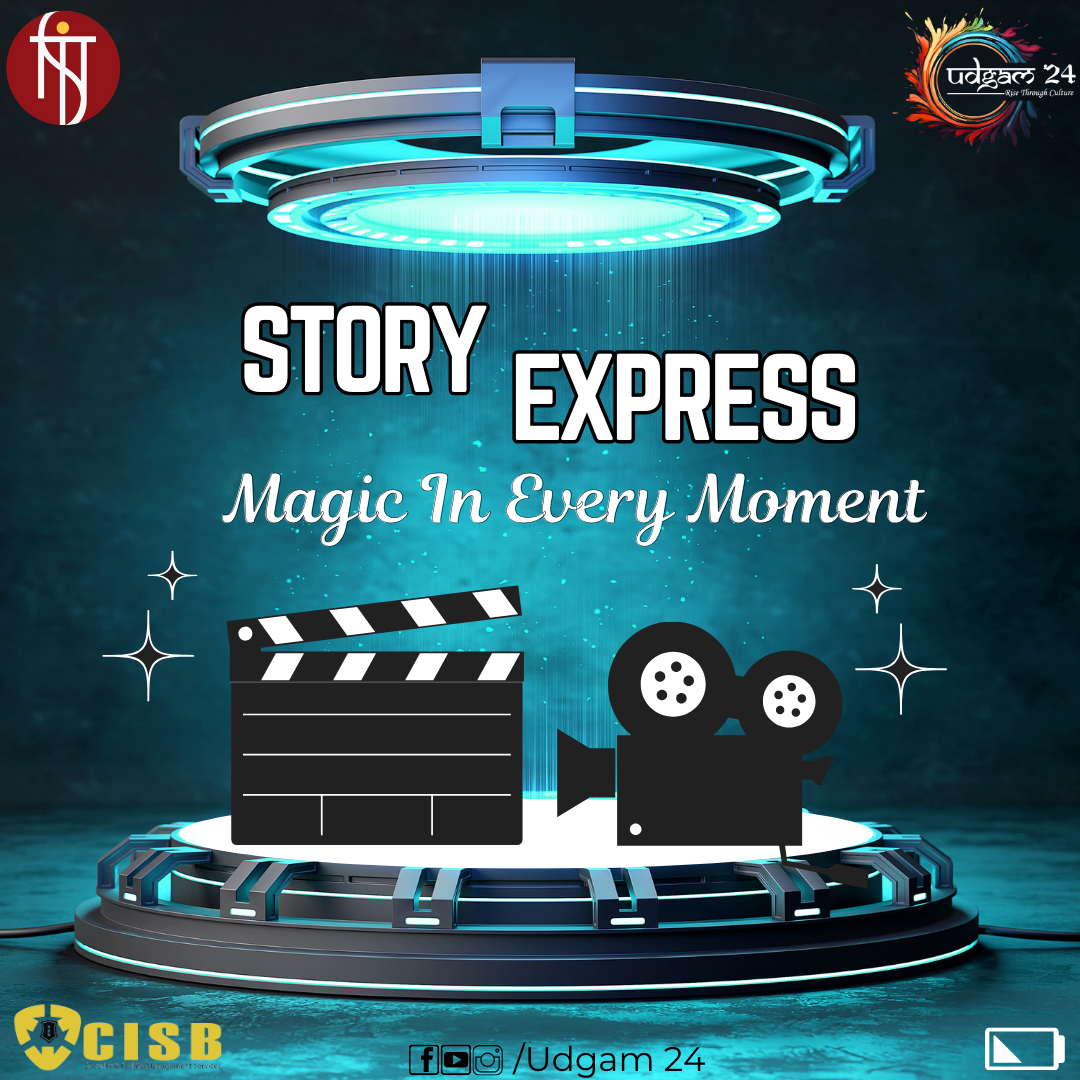 udgam '24
Rise Through Culture
STORY
EXPRESS
Magic In Every Moment
CISB
/Udgam 24